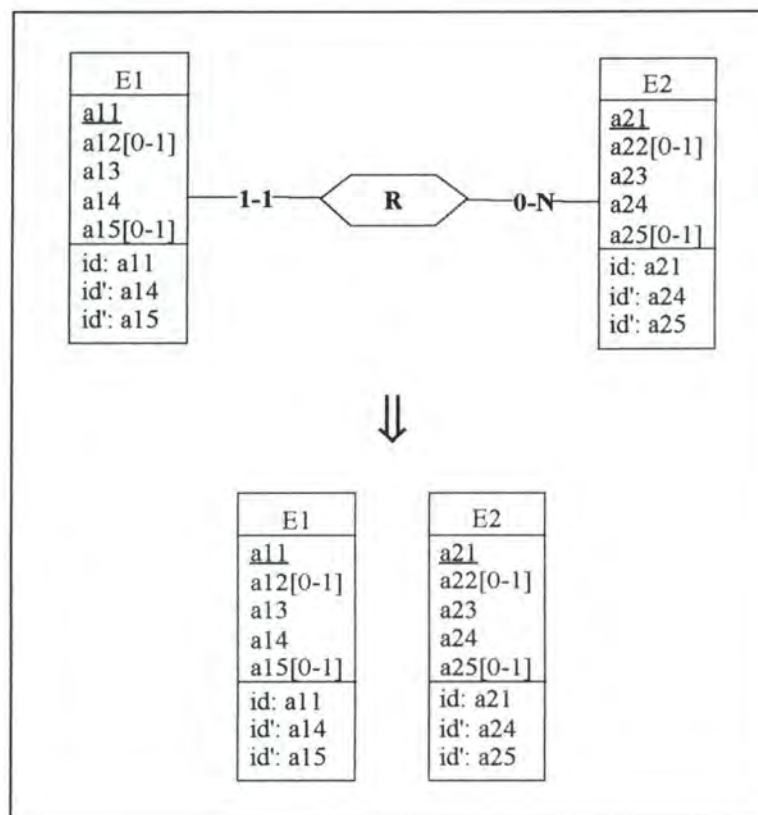 E1
a11
a12[0-1]
a13
a14
a15[0-1]
id: a11
id': a14
id': a15
1-1
R
0-N
E2
a21
a22[0-1]
a23
a24
a25[0-1]
id: a21
id': a24
id': a25
⇓
E1
a11
a12[0-1]
a13
a14
a15[0-1]
id: a11
id': a14
id': a15
E2
a21
a22[0-1]
a23
a24
a25[0-1]
id: a21
id': a24
id': a25